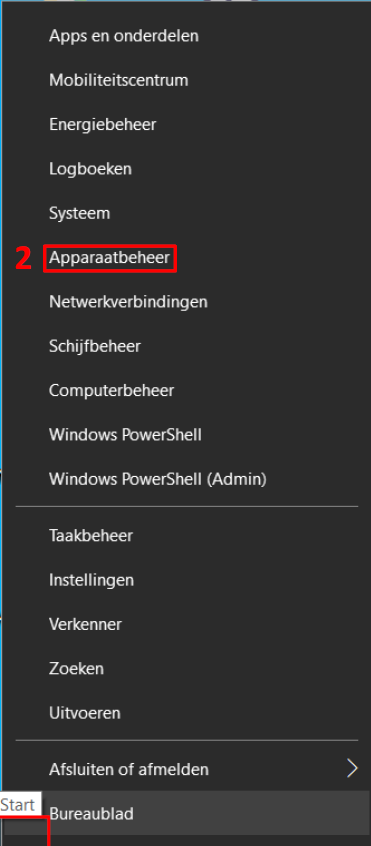 Apps en onderdelen
Mobiliteitscentrum
Energiebeheer
Logboeken
Systeem
2 Apparaatbeheer
Netwerkverbindingen
Schijfbeheer
Computerbeheer
Windows PowerShell
Windows PowerShell (Admin)
Taakbeheer
Instellingen
Verkenner
Zoeken
Uitvoeren
Afsluiten of afmelden
Start
Bureaublad